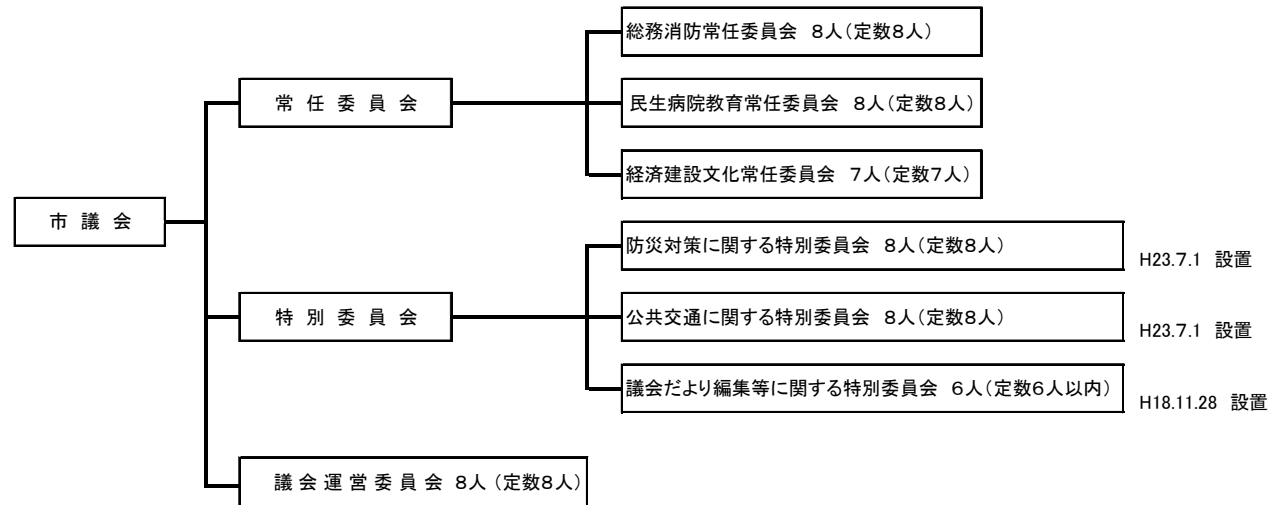 総務消防常任委員会　８人（定数８人）
常 任 委 員 会
民生病院教育常任委員会　８人（定数８人）
経済建設文化常任委員会　７人（定数７人）
市 議 会
防災対策に関する特別委員会　８人（定数８人）
H23.7.1　設置
特 別 委 員 会
公共交通に関する特別委員会　８人（定数８人）
H23.7.1　設置
議会だより編集等に関する特別委員会　６人（定数６人以内）
H18.11.28　設置
議 会 運 営 委 員 会　８人（定数８人）